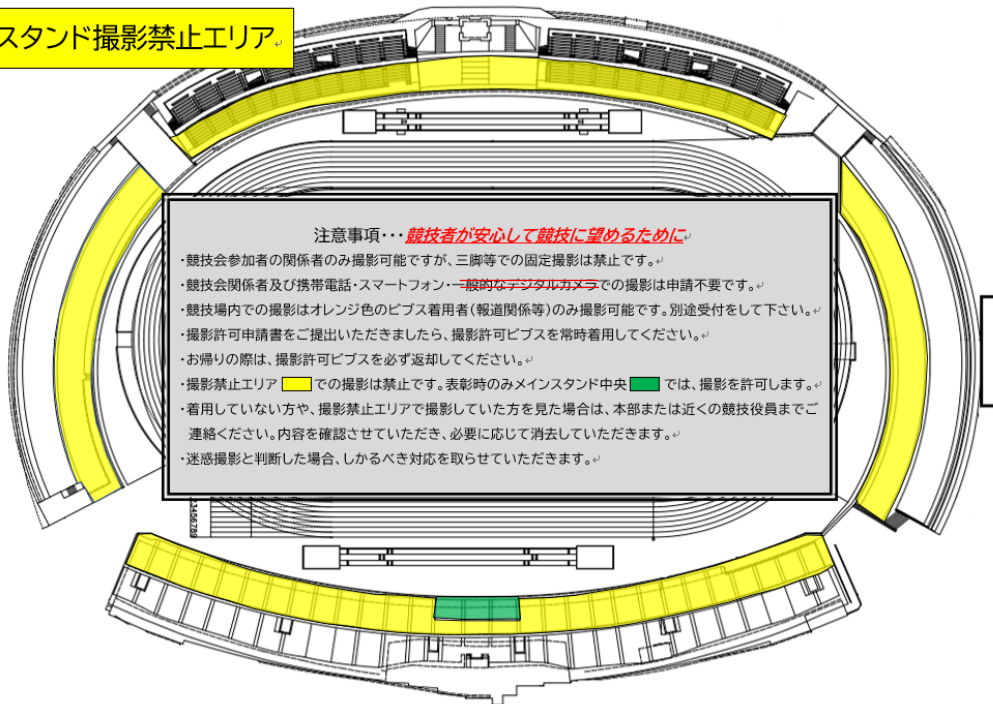 スタンド撮影禁止エリア
注意事項･･･競技者が安心して競技に望めるために
・競技会参加者の関係者のみ撮影可能ですが、三脚等での固定撮影は禁止です。
・競技会関係者及び携帯電話・スマートフォン・一般的なデジタルカメラでの撮影は申請不要です。
・競技場内での撮影はオレンジ色のビブス着用者(報道関係等)のみ撮影可能です。別途受付をして下さい。
・撮影許可申請書をご提出いただきましたら、撮影許可ビブスを常時着用してください。
・お帰りの際は、撮影許可ビブスを必ず返却してください。
・撮影禁止エリア での撮影は禁止です。表彰時のみメインスタンド中央 では、撮影を許可します。
・着用していない方や、撮影禁止エリアで撮影していた方を見た場合は、本部または近くの競技役員までご
連絡ください。内容を確認させていただき、必要に応じて消去していただきます。
・迷惑撮影と判断した場合、しかるべき対応を取らせていただきます。
23456789